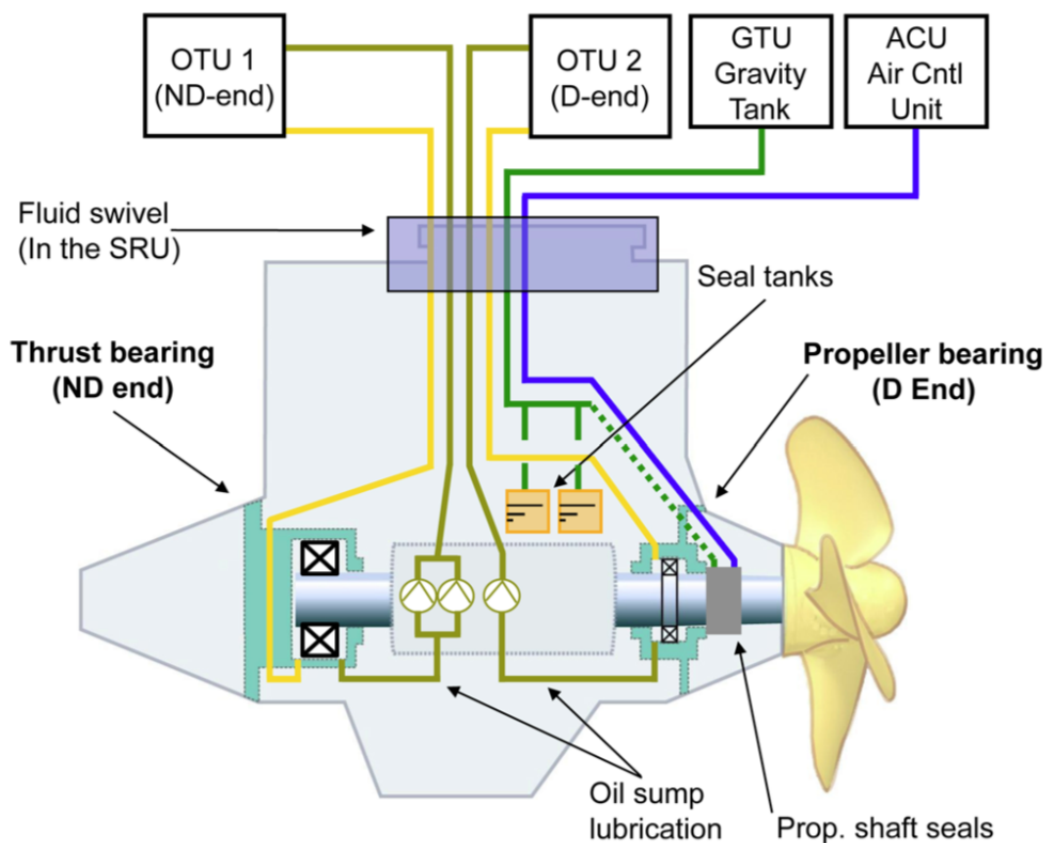 OTU 1
(ND-end)
OTU 2
(D-end)
GTU
Gravity
Tank
ACU
Air Cntl
Unit
Fluid swivel
(In the SRU)
Seal tanks
Thrust bearing
(ND end)
Propeller bearing
(D End)
Oil sump
lubrication
Prop. shaft seals